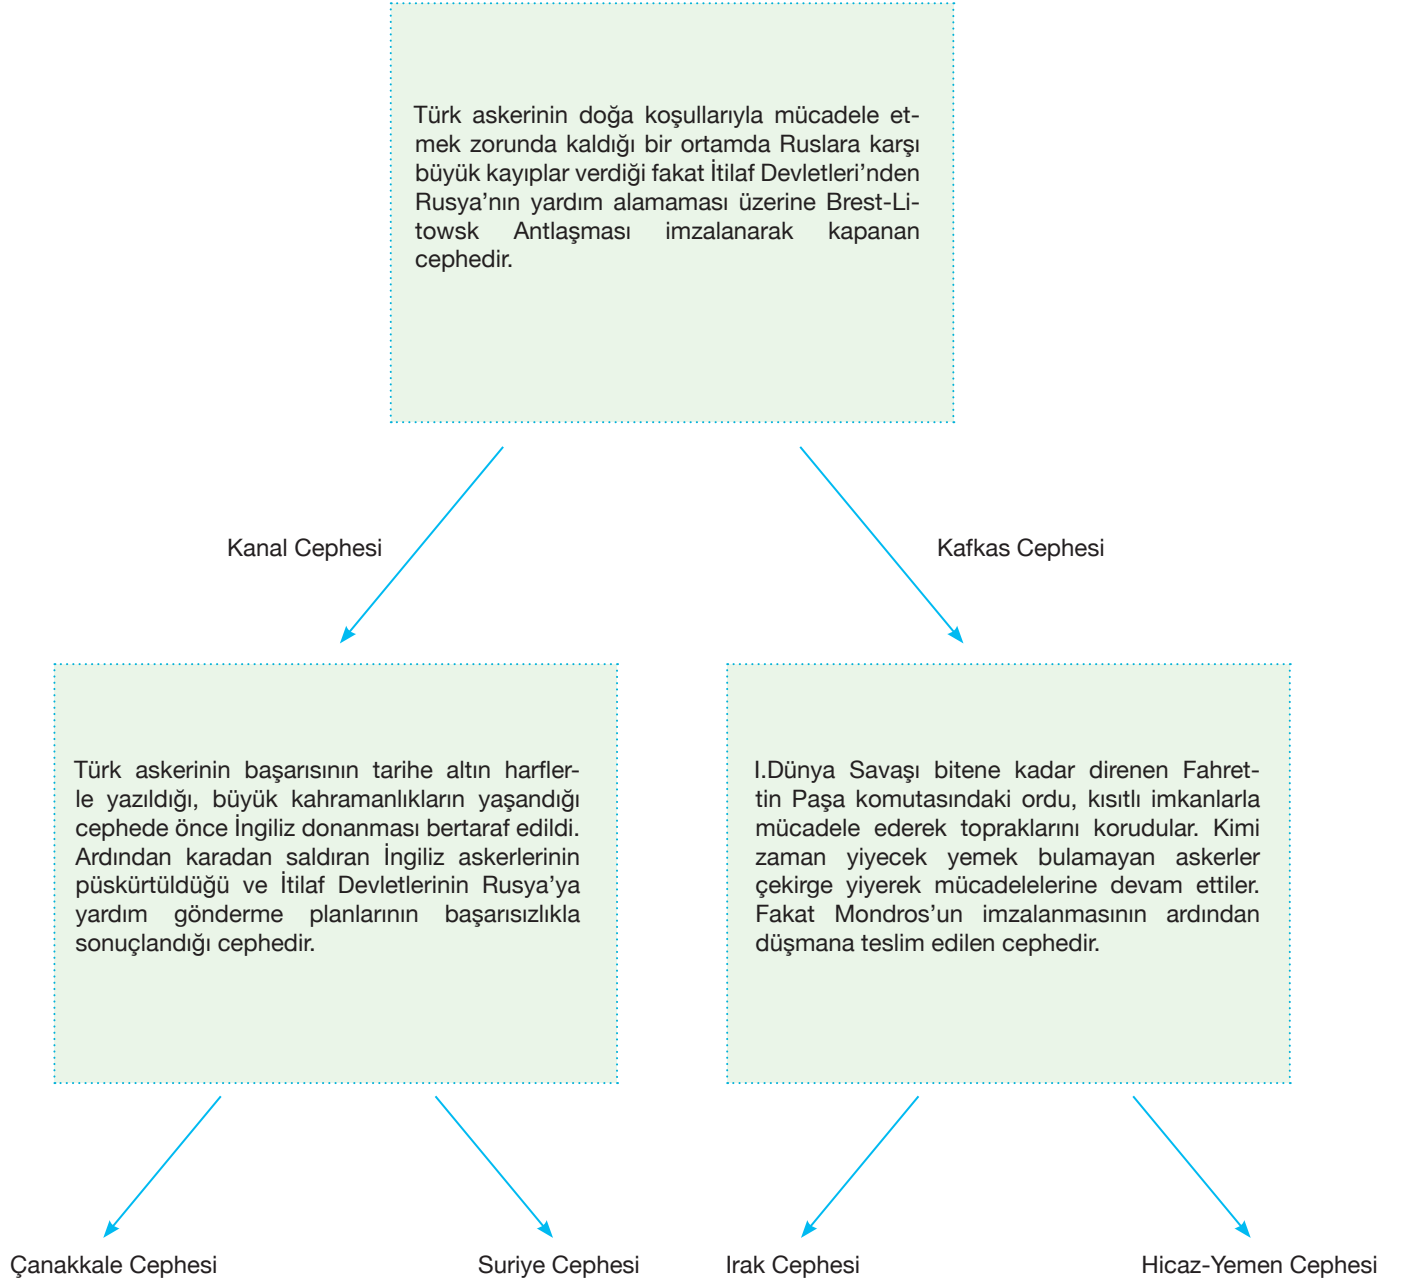 Türk askerinin doğa koşullarıyla mücadele et-
mek zorunda kaldığı bir ortamda Ruslara karşı
büyük kayıplar verdiği fakat İtilaf Devletleri’nden
Rusya’nın yardım alamaması üzerine Brest-Li-
towsk Antlaşması imzalanarak kapanan
cephedir.
Kanal Cephesi
Kafkas Cephesi
Türk askerinin başarısının tarihe altın harfler-
le yazıldığı, büyük kahramanlıkların yaşandığı
cephede önce İngiliz donanması bertaraf edildi.
Ardından karadan saldıran İngiliz askerlerinin
püskürtüldüğü ve İtilaf Devletlerinin Rusya’ya
yardım gönderme planlarının başarısızlıkla
sonuçlandığı cephedir.
I.Dünya Savaşı bitene kadar direnen Fahret-
tin Paşa komutasındaki ordu, kısıtlı imkanlarla
mücadele ederek topraklarını korudular. Kimi
zaman yiyecek yemek bulamayan askerler
çekirge yiyerek mücadelelerine devam ettiler.
Fakat Mondros’un imzalanmasının ardından
düşmana teslim edilen cephedir.
Çanakkale Cephesi
Suriye Cephesi
Irak Cephesi
Hicaz-Yemen Cephesi